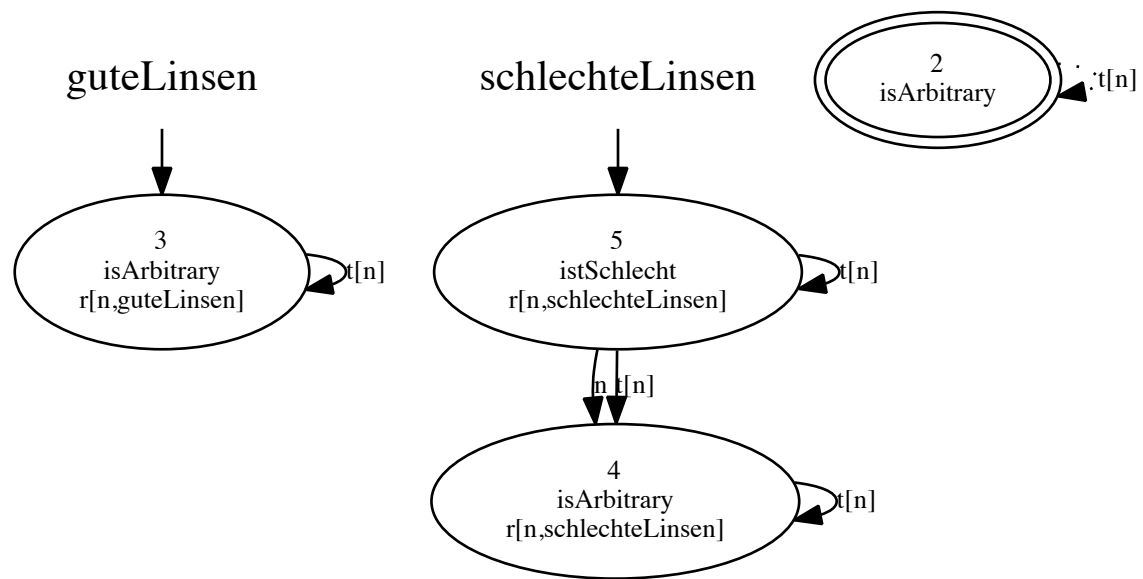 guteLinsen
schlechteLinsen
2
isArbitrary
t[n]
3
isArbitrary
r[n,guteLinsen]
t[n]
5
istSchlecht
r[n,schlechteLinsen]
t[n]
n
t[n]
4
isArbitrary
r[n,schlechteLinsen]
t[n]